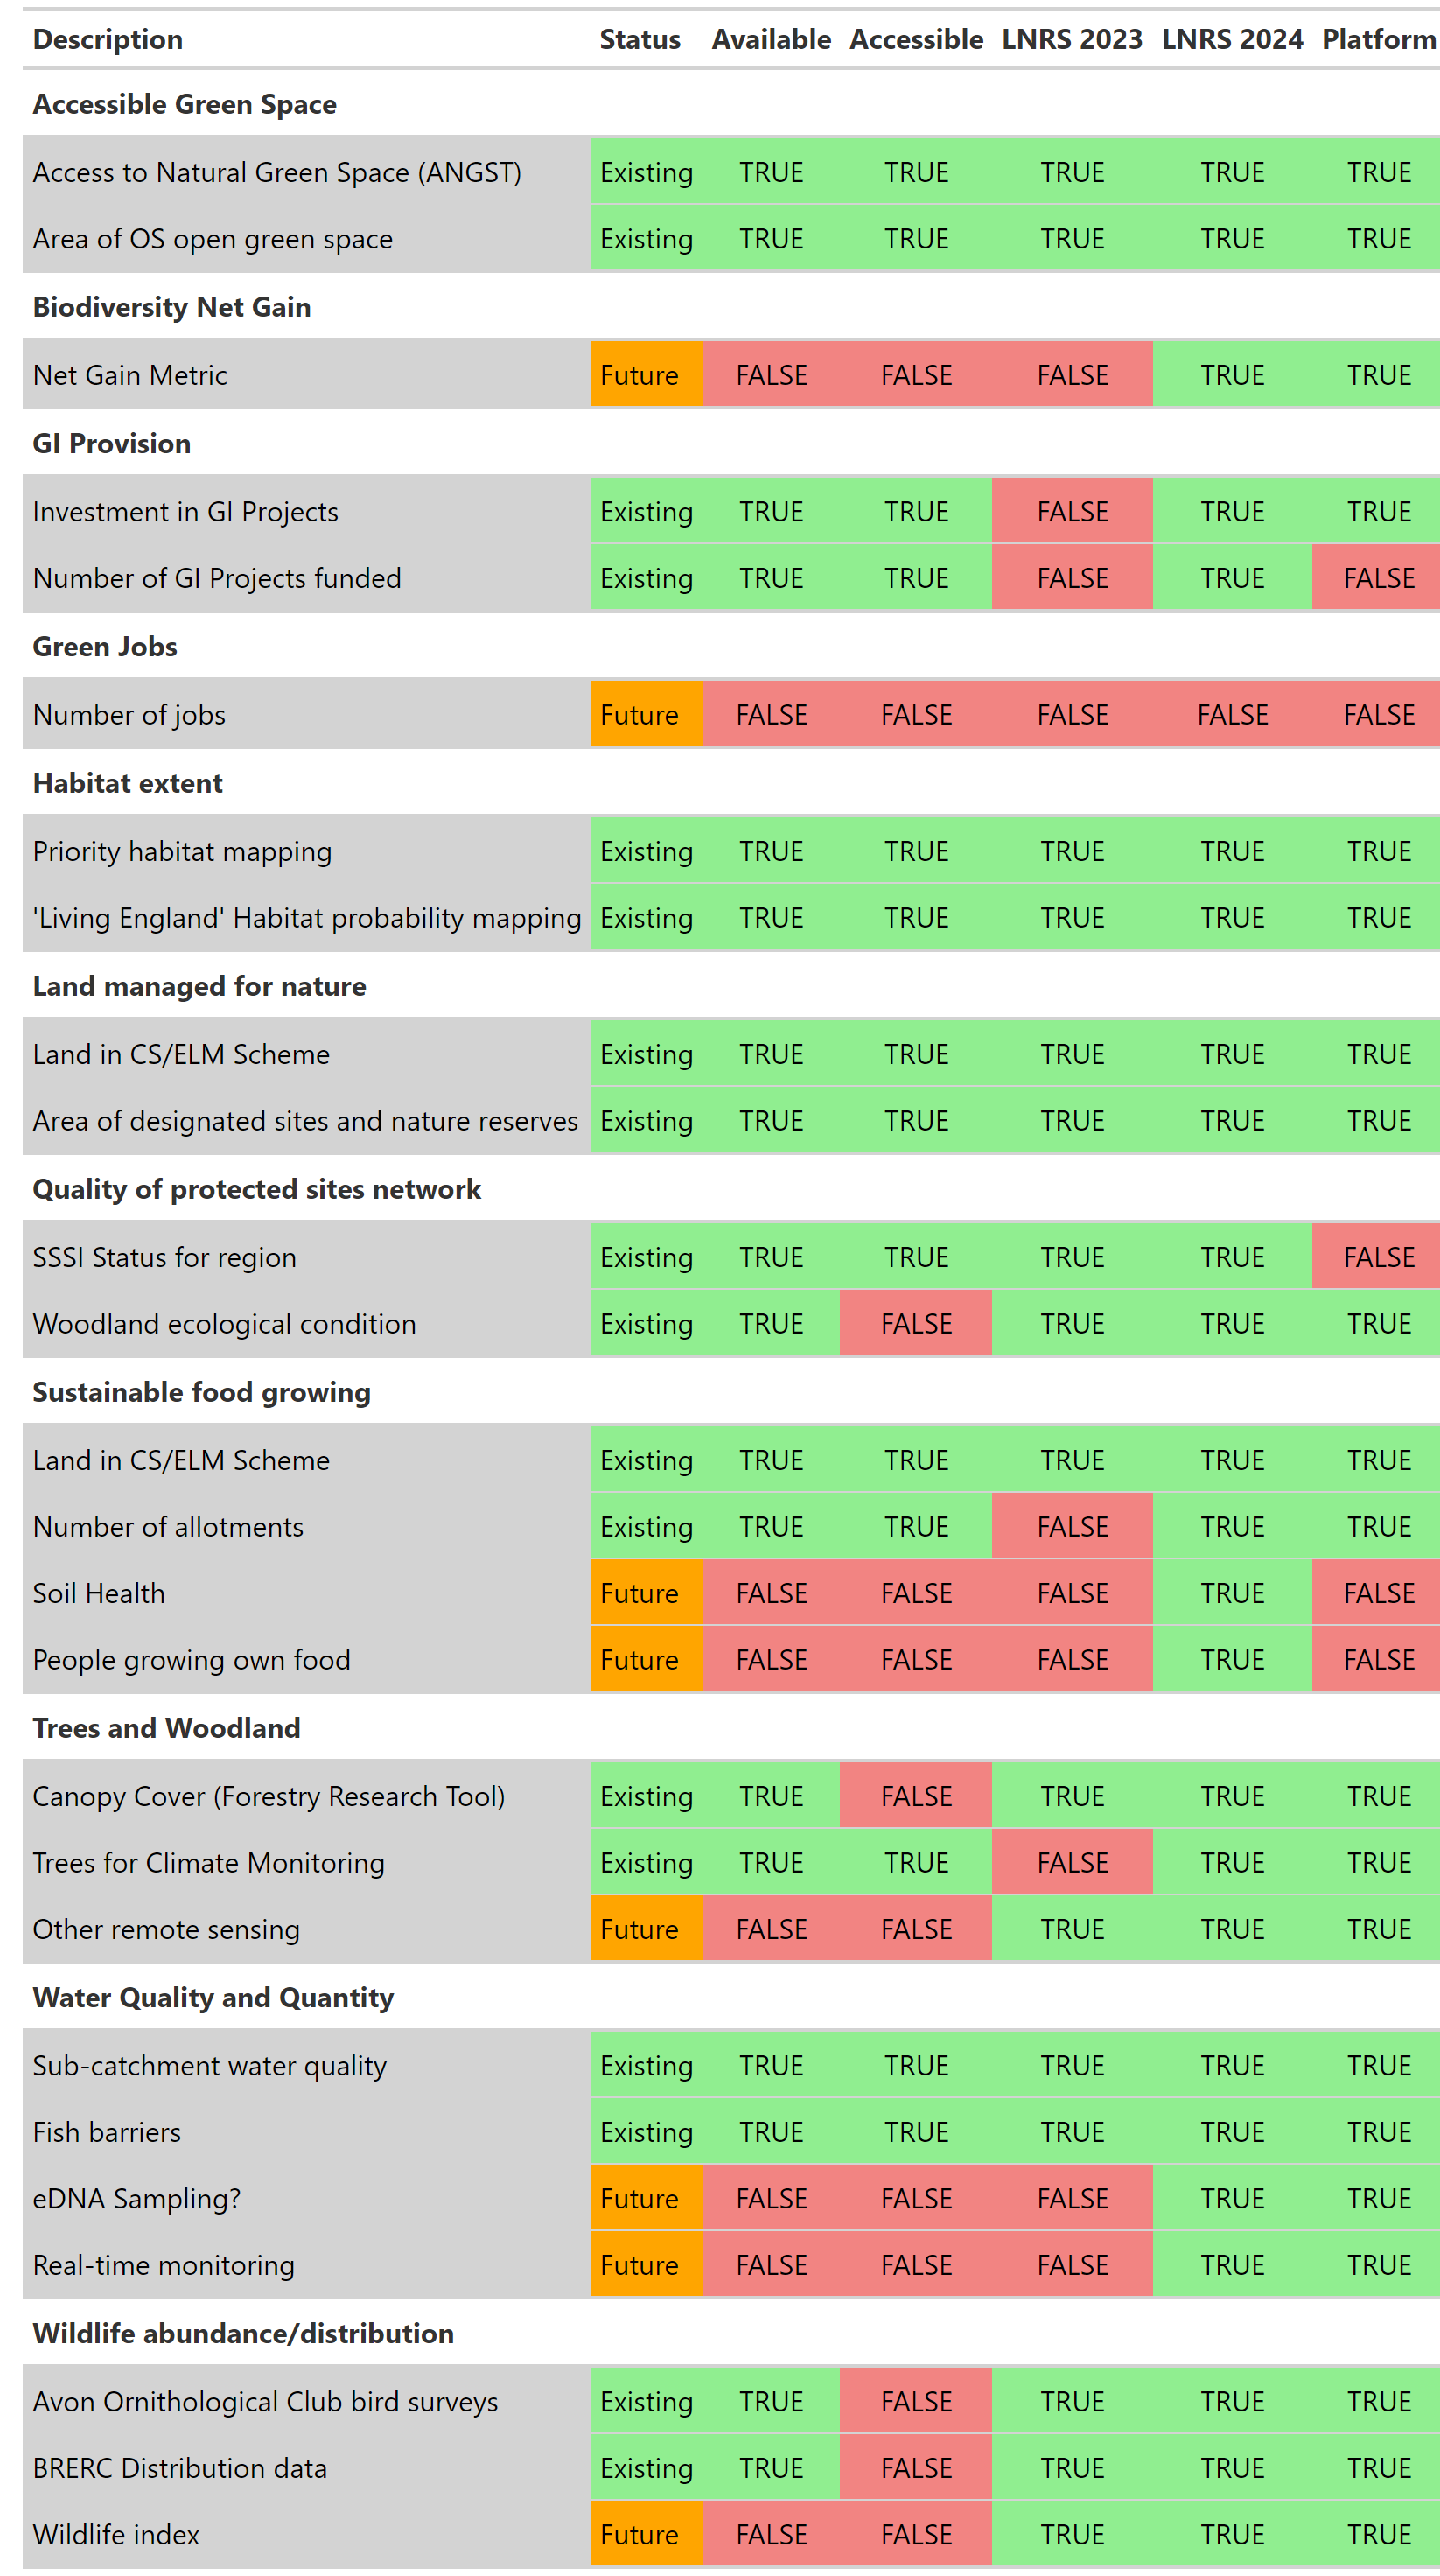 Description Status Available Accessible LNRS 2023 LNRS 2024 Platform
Accessible Green Space
Access to Natural Green Space (ANGST) Existing TRUE TRUE TRUE TRUE TRUE
Area of OS open green space Existing TRUE TRUE TRUE TRUE TRUE
Biodiversity Net Gain
Net Gain Metric Future FALSE FALSE FALSE TRUE TRUE
GI Provision
Investment in GI Projects Existing TRUE TRUE FALSE TRUE TRUE
Number of GI Projects funded Existing TRUE TRUE FALSE TRUE FALSE
Green Jobs
Number of jobs Future FALSE FALSE FALSE FALSE FALSE
Habitat extent
Priority habitat mapping Existing TRUE TRUE TRUE TRUE TRUE
'Living England' Habitat probability mapping Existing TRUE TRUE TRUE TRUE TRUE
Land managed for nature
Land in CS/ELM Scheme Existing TRUE TRUE TRUE TRUE TRUE
Area of designated sites and nature reserves Existing TRUE TRUE TRUE TRUE TRUE
Quality of protected sites network
SSSI Status for region Existing TRUE TRUE TRUE TRUE FALSE
Woodland ecological condition Existing TRUE FALSE TRUE TRUE TRUE
Sustainable food growing
Land in CS/ELM Scheme Existing TRUE TRUE TRUE TRUE TRUE
Number of allotments Existing TRUE TRUE FALSE TRUE TRUE
Soil Health Future FALSE FALSE FALSE TRUE FALSE
People growing own food Future FALSE FALSE FALSE TRUE FALSE
Trees and Woodland
Canopy Cover (Forestry Research Tool) Existing TRUE FALSE TRUE TRUE TRUE
Trees for Climate Monitoring Existing TRUE TRUE FALSE TRUE TRUE
Other remote sensing Future FALSE FALSE TRUE TRUE TRUE
Water Quality and Quantity
Sub-catchment water quality Existing TRUE TRUE TRUE TRUE TRUE
Fish barriers Existing TRUE TRUE TRUE TRUE TRUE
eDNA Sampling? Future FALSE FALSE FALSE TRUE TRUE
Real-time monitoring Future FALSE FALSE FALSE TRUE TRUE
Wildlife abundance/distribution
Avon Ornithological Club bird surveys Existing TRUE FALSE TRUE TRUE TRUE
BRERC Distribution data Existing TRUE FALSE TRUE TRUE TRUE
Wildlife index Future FALSE FALSE TRUE TRUE TRUE